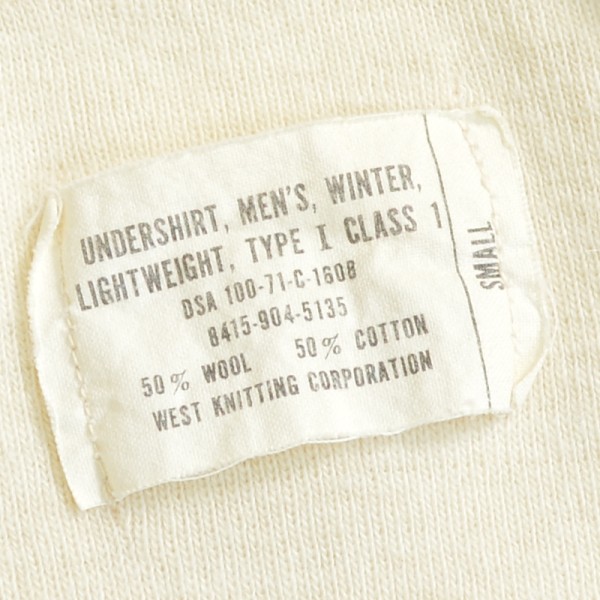 UNDERSHIRT, MEN'S, WINTER,
LIGHTWEIGHT, TYPE I CLASS 1
DSA 100-71-C-1608
8415-904-5135
50% WOOL 50% COTTON
WEST KNITTING CORPORATION
SMALL